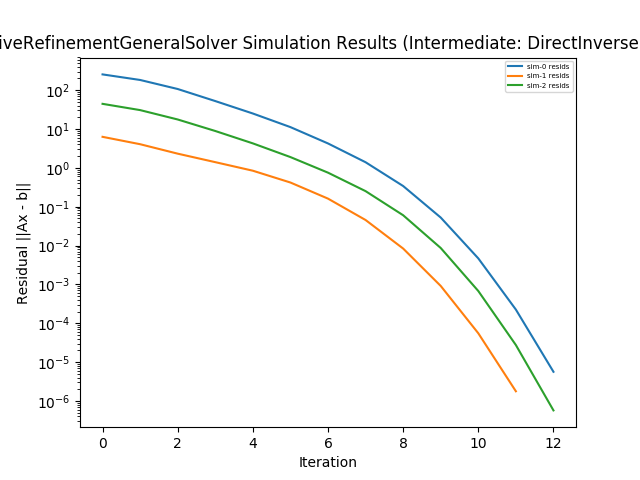 iveRefinementGeneralSolver Simulation Results (Intermediate: DirectInverse
sim-0 resids
sim-1 resids
sim-2 resids
Residual ||Ax - b||
10²
10¹
10⁰
10⁻¹
10⁻²
10⁻³
10⁻⁴
10⁻⁵
10⁻⁶
0 2 4 6 8 10 12
Iteration